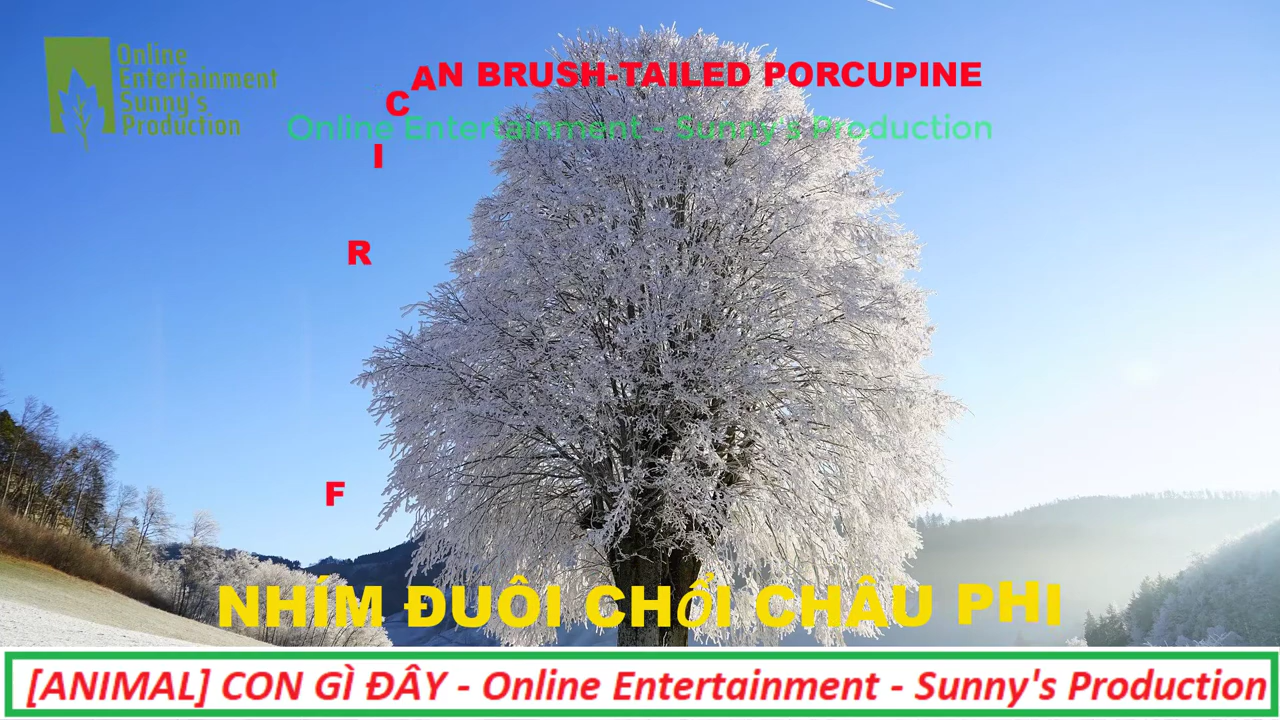 Online
Entertainment
Sunny's
Production
FRICAN BRUSH-TAILED PORCUPINE
Online Entertainment - Sunny's Production
NHÍM ĐUÔI CHỔI CHÂU PHI
[ANIMAL] CON GÌ ĐÂY - Online Entertainment - Sunny's Production